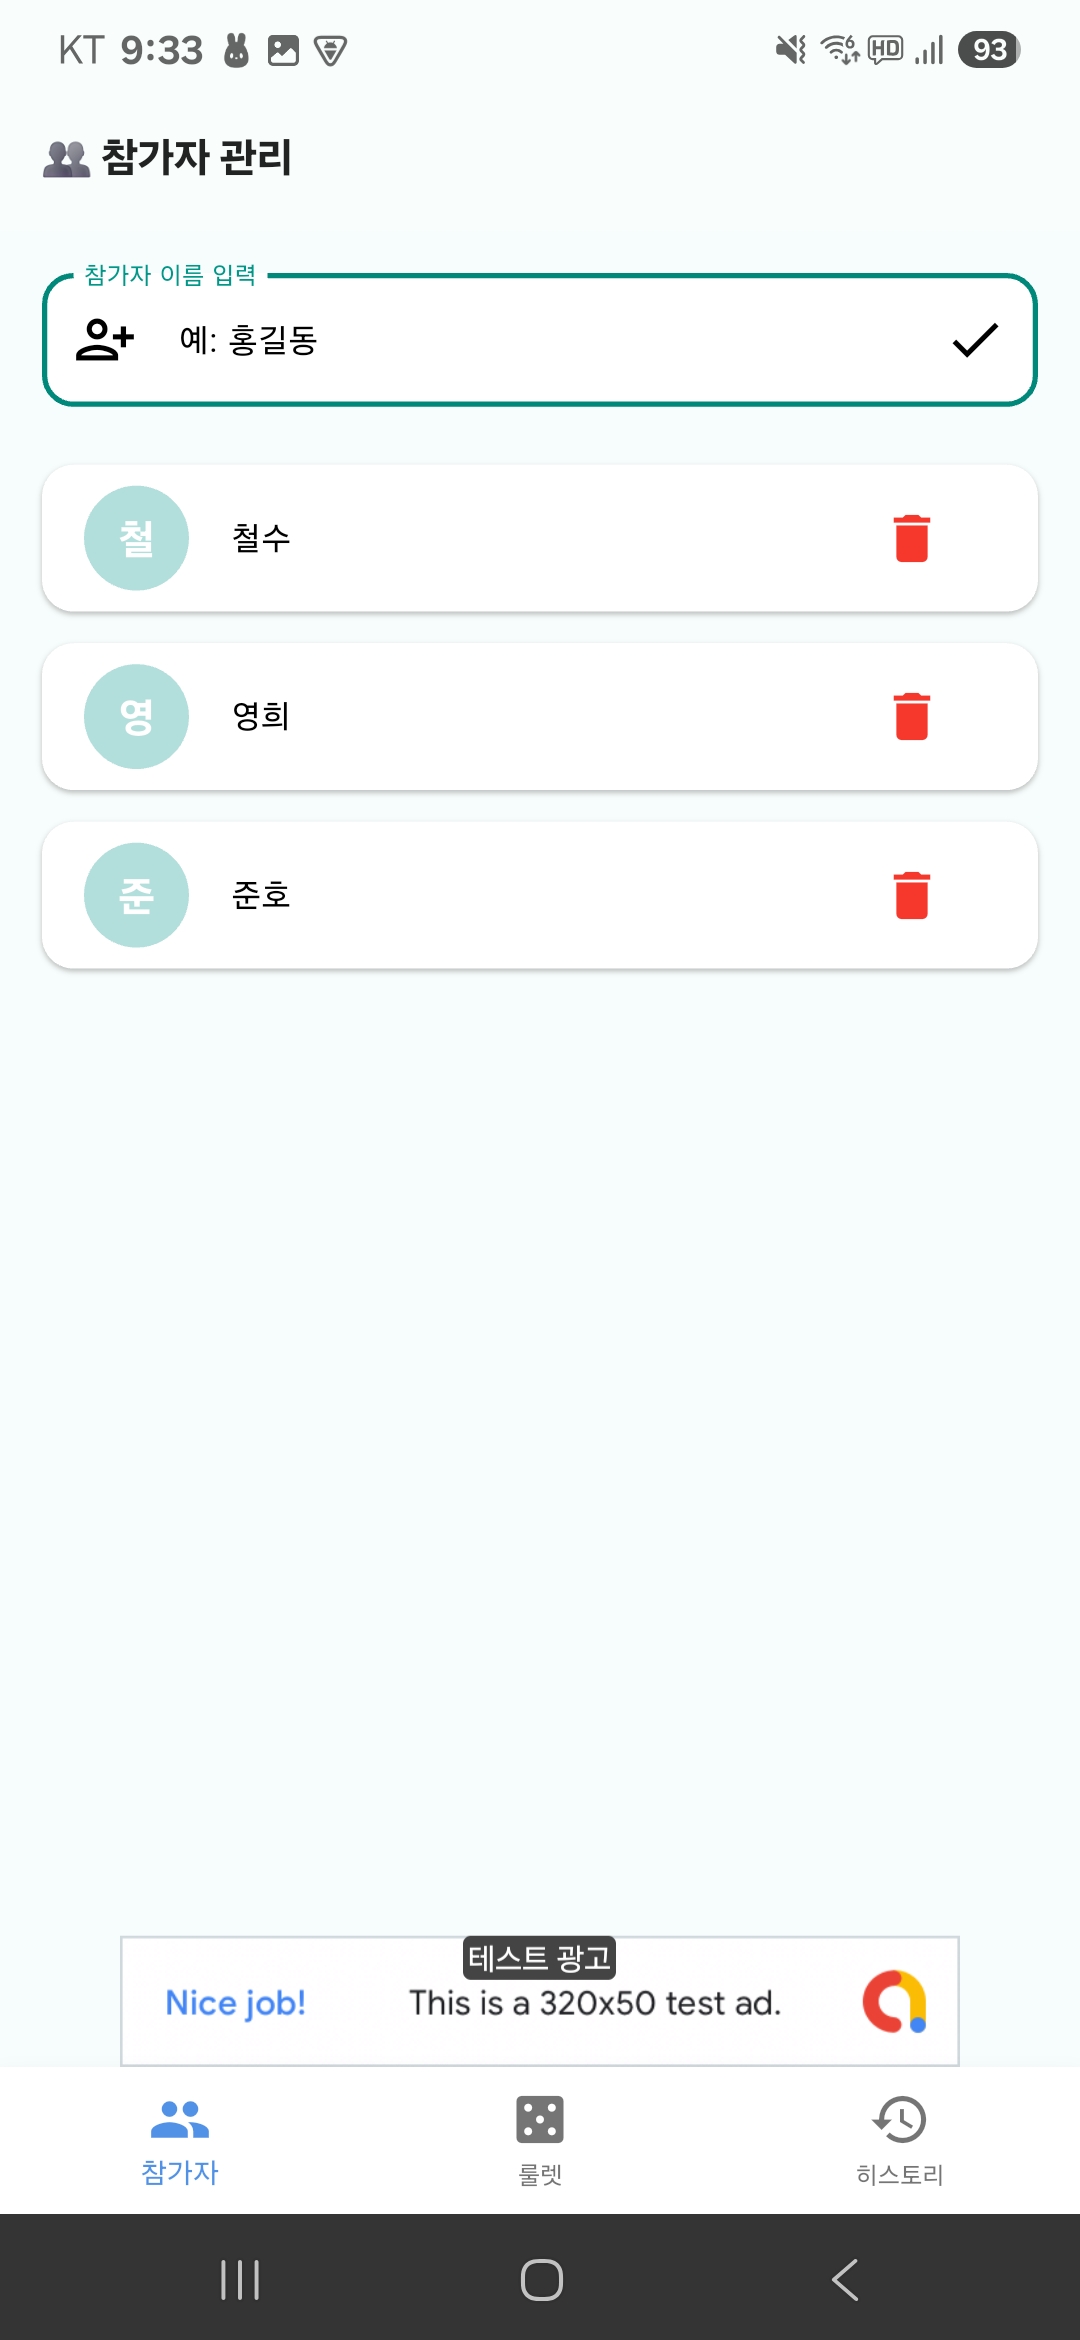 KT 9:33
6 HD 93
참가자 관리
참가자 이름 입력
예: 홍길동
철 철수
영 영희
준 준호
테스트 광고
Nice job! This is a 320x50 test ad.
참가자 룰렛 히스토리